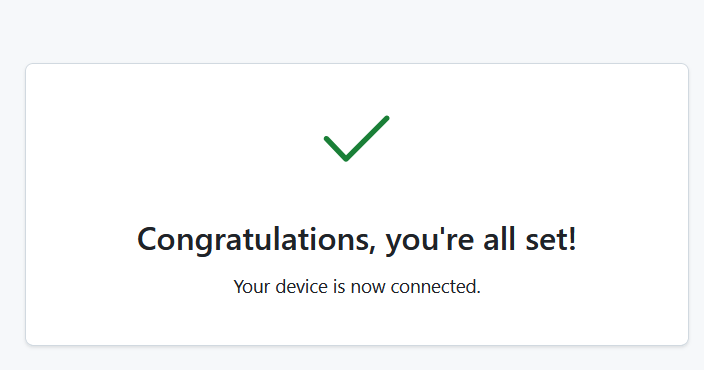 Congratulations, you're all set!
Your device is now connected.